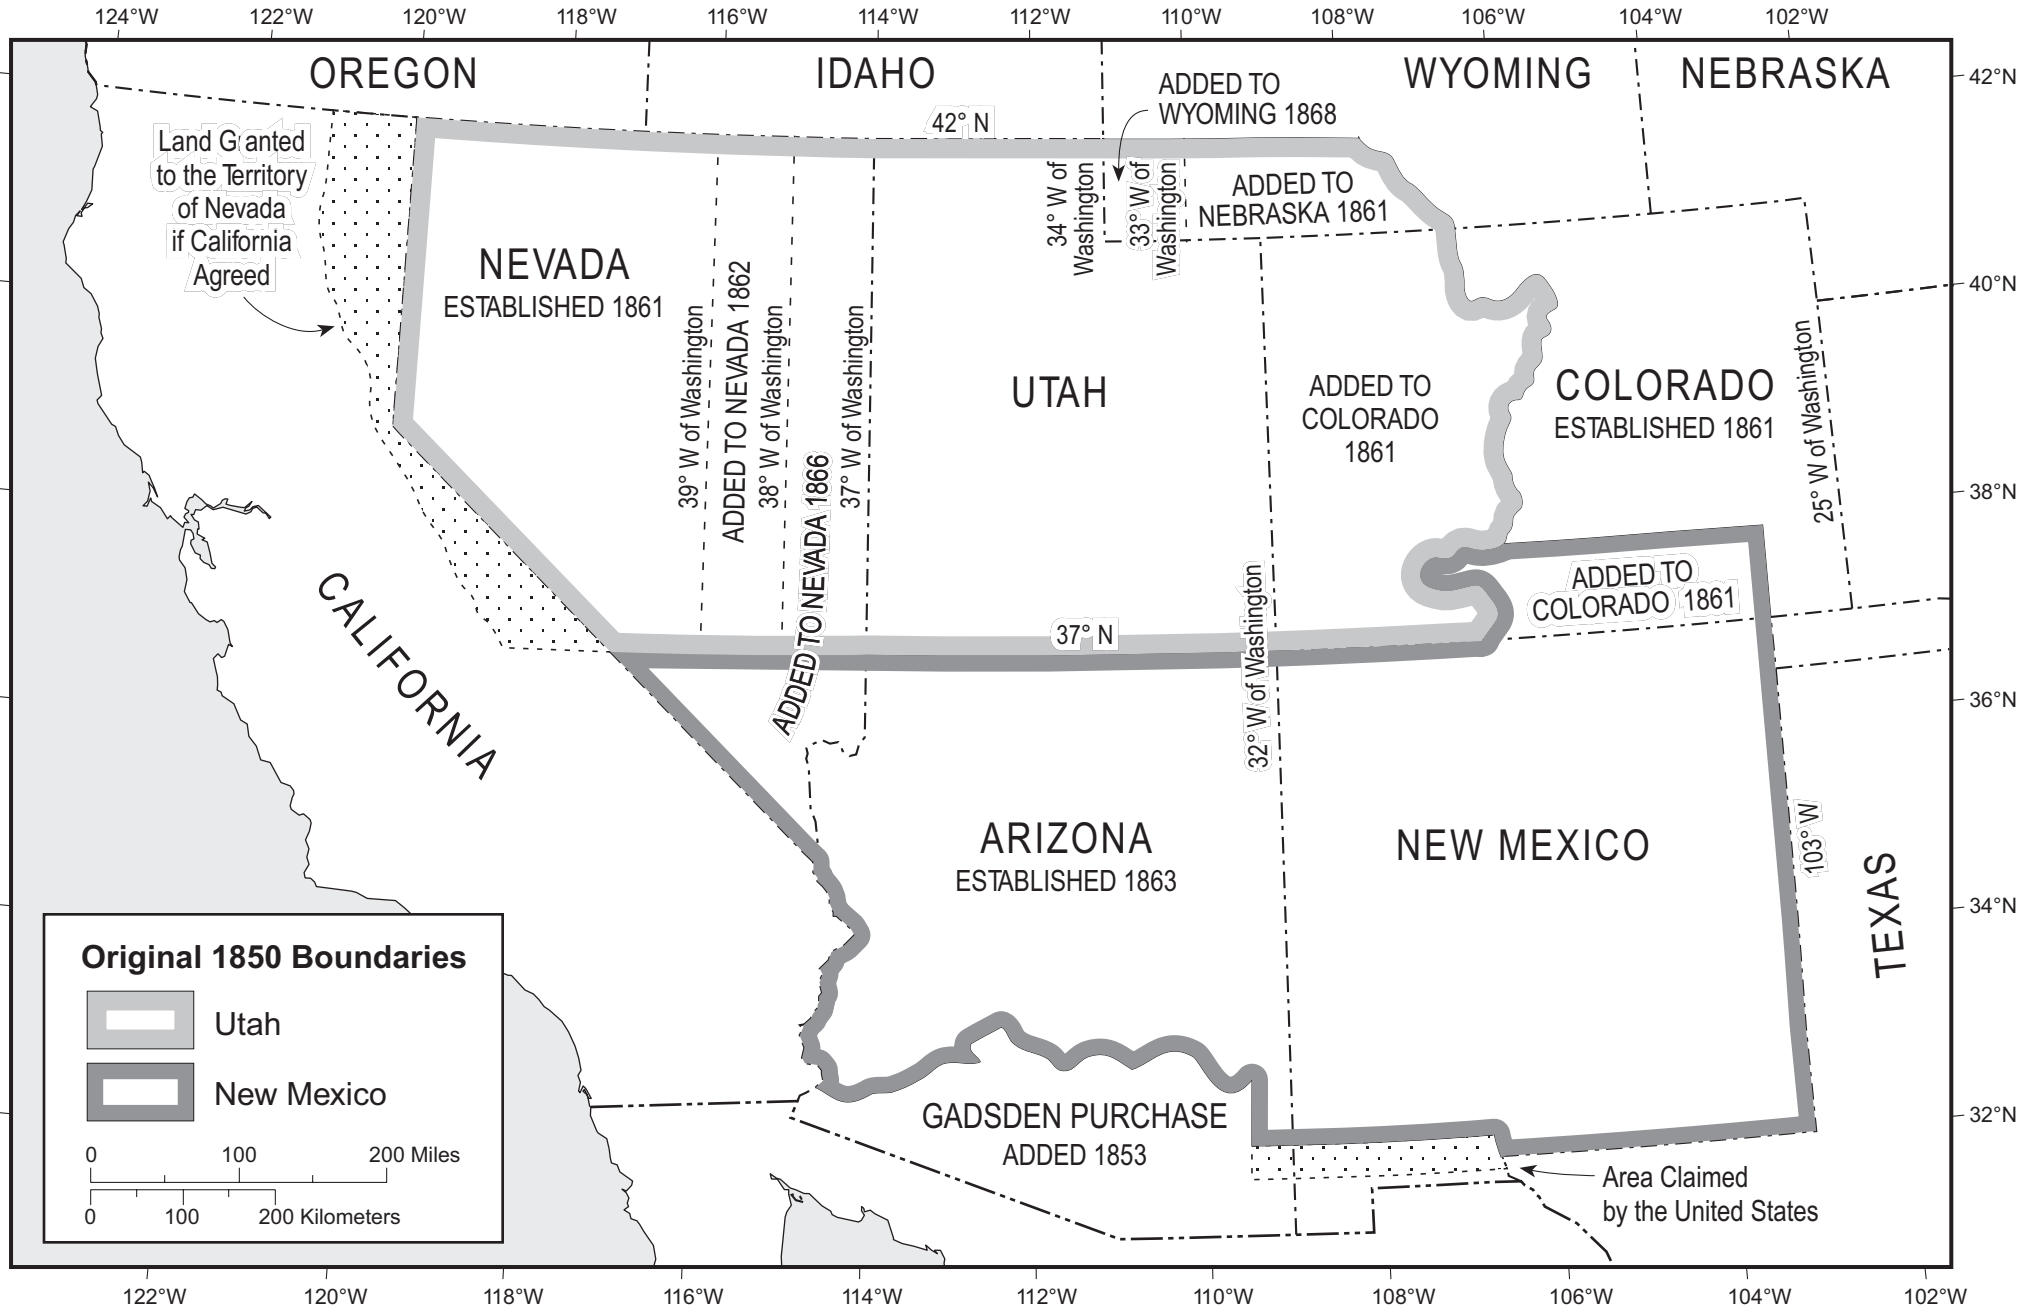 124°W
122°W
120°W
118°W
116°W
114°W
112°W
110°W
108°W
106°W
104°W
102°W
OREGON
IDAHO
WYOMING
NEBRASKA
42°N
ADDED TO
WYOMING 1868
42° N
Land Granted
to the Territory
of Nevada
if California
Agreed
34° W of
Washington
33° W of
Washington
ADDED TO
NEBRASKA 1861
NEVADA
ESTABLISHED 1861
40°N
39° W of Washington
ADDED TO NEVADA 1862
38° W of Washington
ADDED TO NEVADA 1866
37° W of Washington
UTAH
ADDED TO
COLORADO
1861
COLORADO
ESTABLISHED 1861
25° W of Washington
38°N
CALIFORNIA
37° N
32° W of Washington
ADDED TO
COLORADO 1861
36°N
ARIZONA
ESTABLISHED 1863
NEW MEXICO
103° W
TEXAS
34°N
Original 1850 Boundaries
Utah
New Mexico
0
100
200 Miles
0
100
200 Kilometers
GADSDEN PURCHASE
ADDED 1853
32°N
Area Claimed
by the United States
122°W
120°W
118°W
116°W
114°W
112°W
110°W
108°W
106°W
104°W
102°W